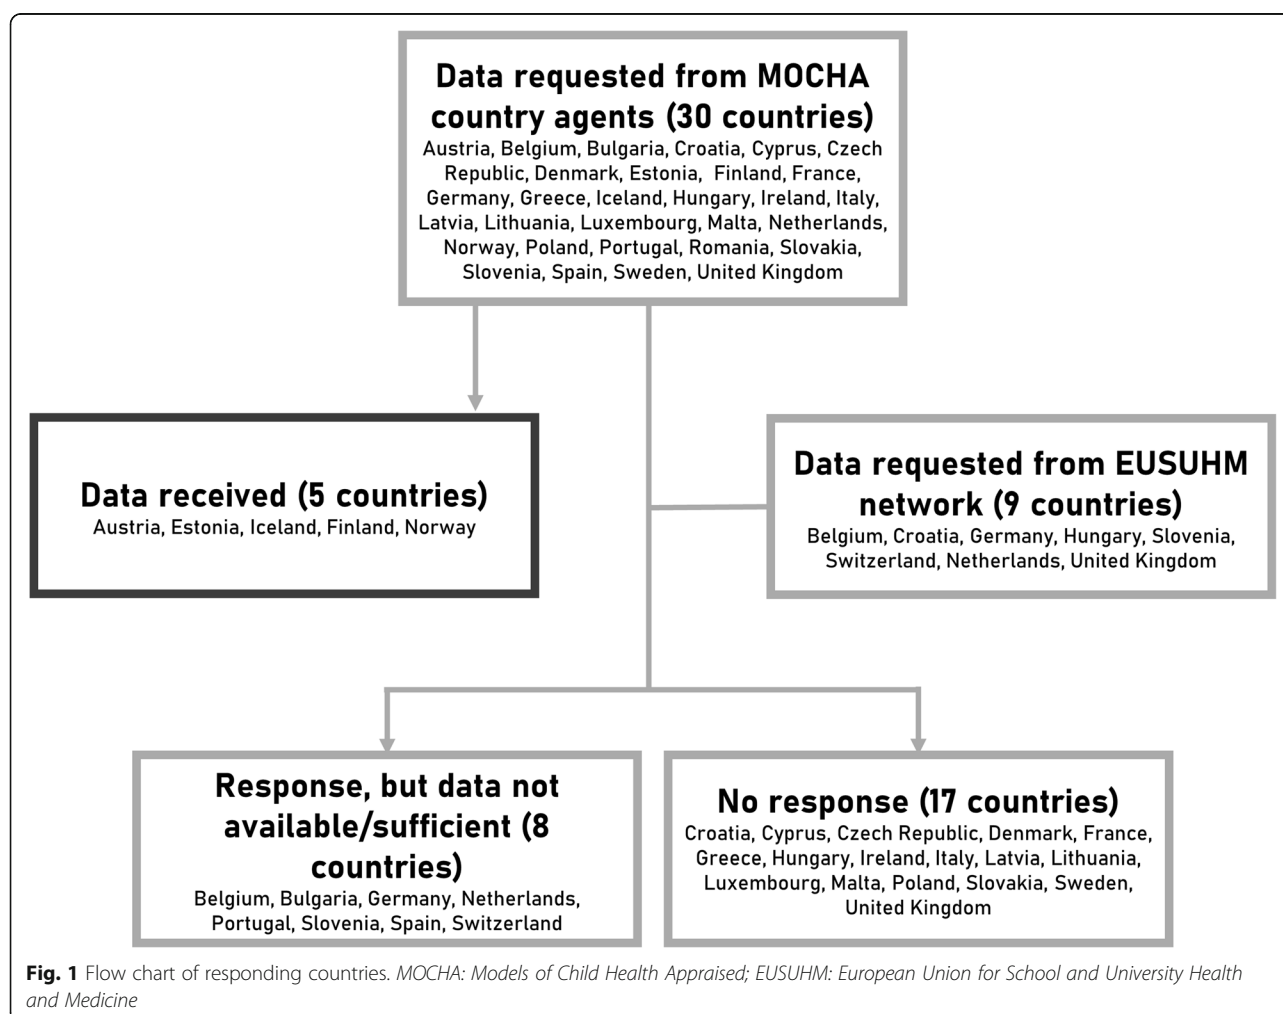 Data requested from MOCHA
country agents (30 countries)
Austria, Belgium, Bulgaria, Croatia, Cyprus, Czech
Republic, Denmark, Estonia, Finland, France,
Germany, Greece, Iceland, Hungary, Ireland, Italy,
Latvia, Lithuania, Luxembourg, Malta, Netherlands,
Norway, Poland, Portugal, Romania, Slovakia,
Slovenia, Spain, Sweden, United Kingdom
Data received (5 countries)
Austria, Estonia, Iceland, Finland, Norway
Data requested from EUSUHM
network (9 countries)
Belgium, Croatia, Germany, Hungary, Slovenia,
Switzerland, Netherlands, United Kingdom
Response, but data not
available/sufficient (8
countries)
Belgium, Bulgaria, Germany, Netherlands,
Portugal, Slovenia, Spain, Switzerland
No response (17 countries)
Croatia, Cyprus, Czech Republic, Denmark, France,
Greece, Hungary, Ireland, Italy, Latvia, Lithuania,
Luxembourg, Malta, Poland, Slovakia, Sweden,
United Kingdom
Fig. 1 Flow chart of responding countries. MOCHA: Models of Child Health Appraised; EUSUHM: European Union for School and University Health
and Medicine